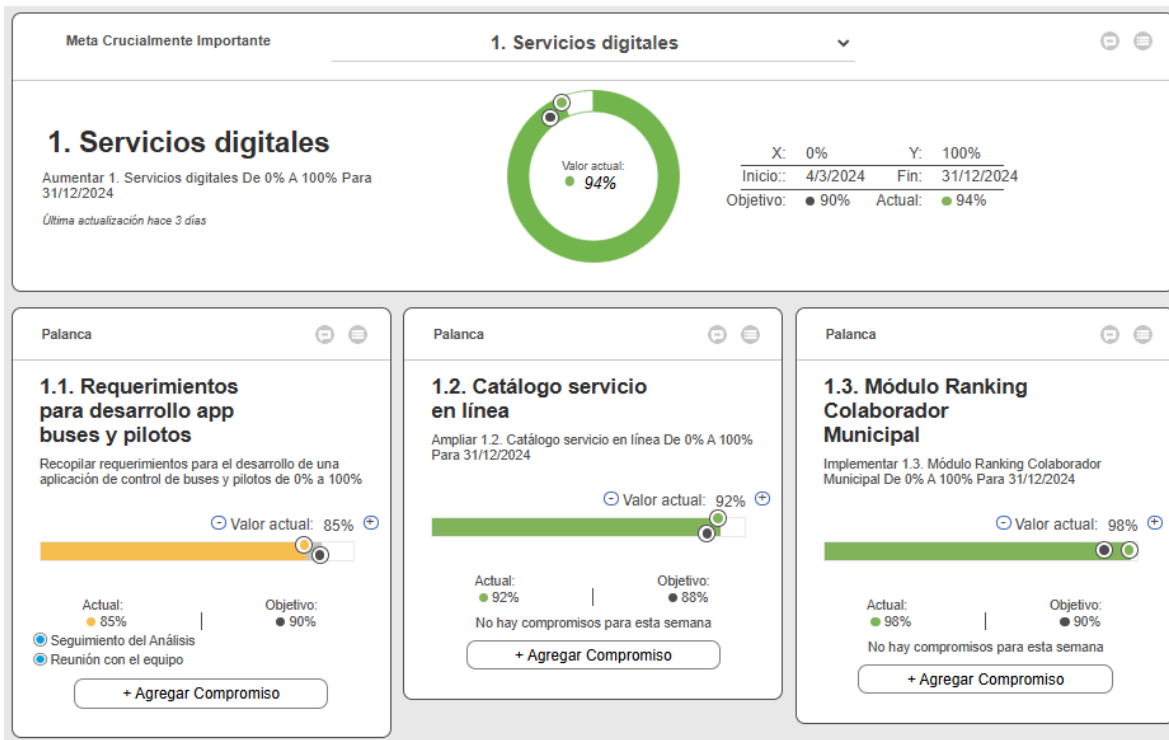 Meta Crucialmente Importante
1. Servicios digitales
1. Servicios digitales
Aumentar 1. Servicios digitales De 0% A 100% Para
31/12/2024
Última actualización hace 3 días
Valor actual:
94%
X: 0% Y: 100%
Inicio:: 4/3/2024 Fin: 31/12/2024
Objetivo: 90% Actual: 94%
Palanca
1.1. Requerimientos
para desarrollo app
buses y pilotos
Recopilar requerimientos para el desarrollo de una
aplicación de control de buses y pilotos de 0% a 100%
Valor actual: 85%
Actual: Objetivo:
85% 90%
Seguimiento del Análisis
Reunión con el equipo
+ Agregar Compromiso
Palanca
1.2. Catálogo servicio
en línea
Ampliar 1.2. Catálogo servicio en línea De 0% A 100%
Para 31/12/2024
Valor actual: 92%
Actual: Objetivo:
92% 88%
No hay compromisos para esta semana
+ Agregar Compromiso
Palanca
1.3. Módulo Ranking
Colaborador
Municipal
Implementar 1.3. Módulo Ranking Colaborador
Municipal De 0% A 100% Para 31/12/2024
Valor actual: 98%
Actual: Objetivo:
98% 90%
No hay compromisos para esta semana
+ Agregar Compromiso